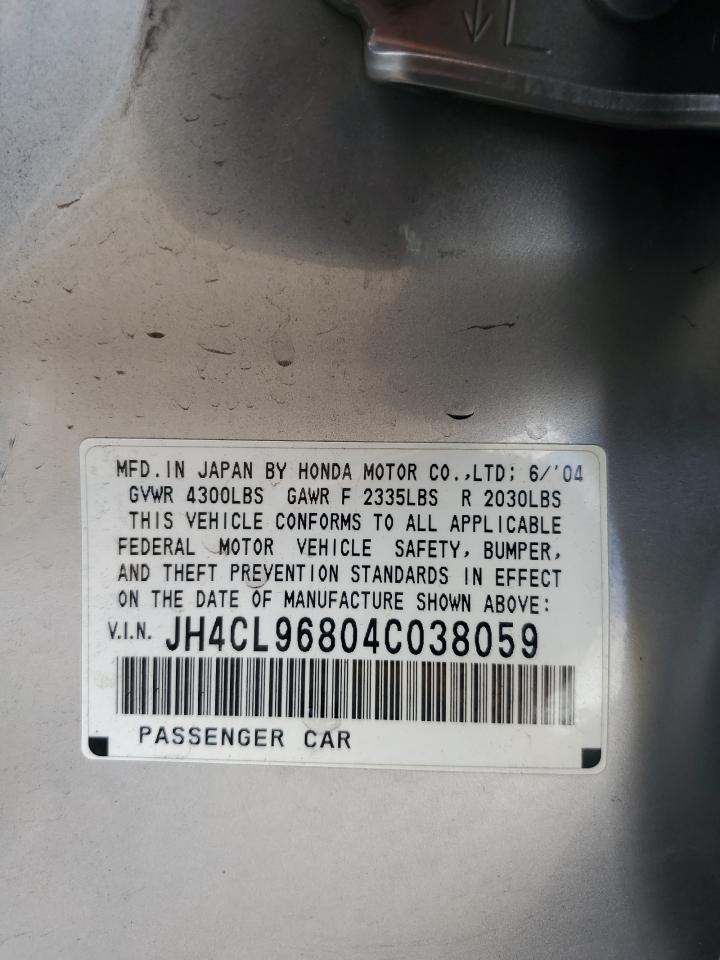 L
MFD. IN JAPAN BY HONDA MOTOR CO.,LTD; 6/'04
GVWR 4300LBS GAWR F 2335LBS R 2030LBS
THIS VEHICLE CONFORMS TO ALL APPLICABLE
FEDERAL MOTOR VEHICLE SAFETY, BUMPER,
AND THEFT PREVENTION STANDARDS IN EFFECT
ON THE DATE OF MANUFACTURE SHOWN ABOVE:
V.I.N. JH4CL96804C038059
PASSENGER CAR